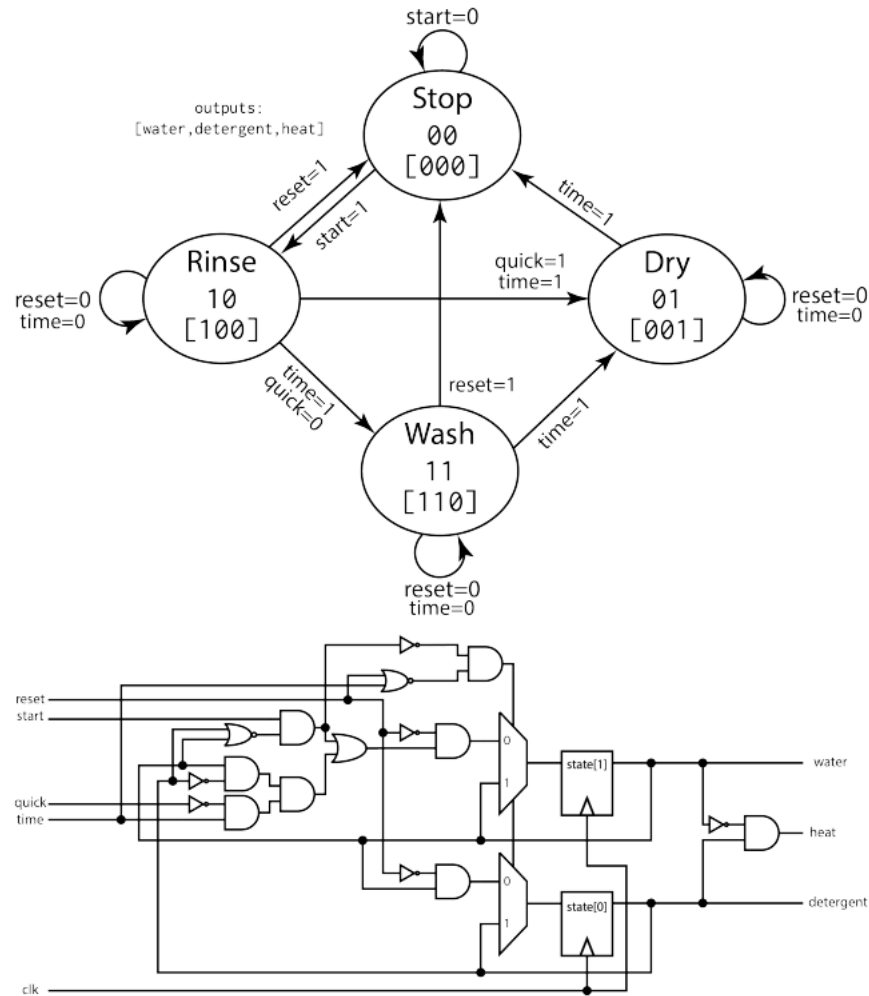 start=0
outputs:
[water,detergent,heat]
Stop
00
[000]
reset=1
start=1
time=1
Rinse
10
[100]
reset=0
time=0
quick=1
time=1
Dry
01
[001]
reset=0
time=0
time=1
quick=0
reset=1
time=1
Wash
11
[110]
reset=0
time=0
reset
start
quick
time
clk
0
1
state[1]
0
1
state[0]
water
heat
detergent